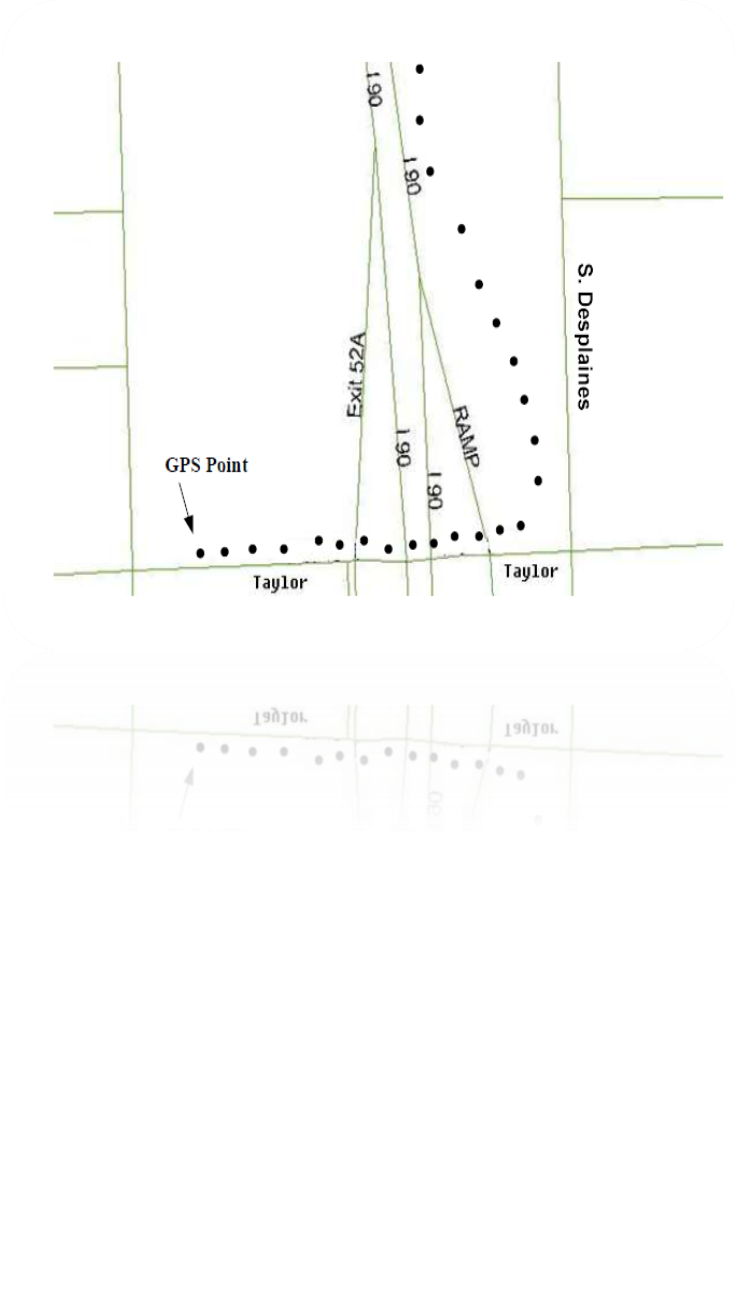 I 90
I 90
S. Desplaines
Exit 52A
RAMP
I 90
GPS Point
I 90
Taylor
Taylor